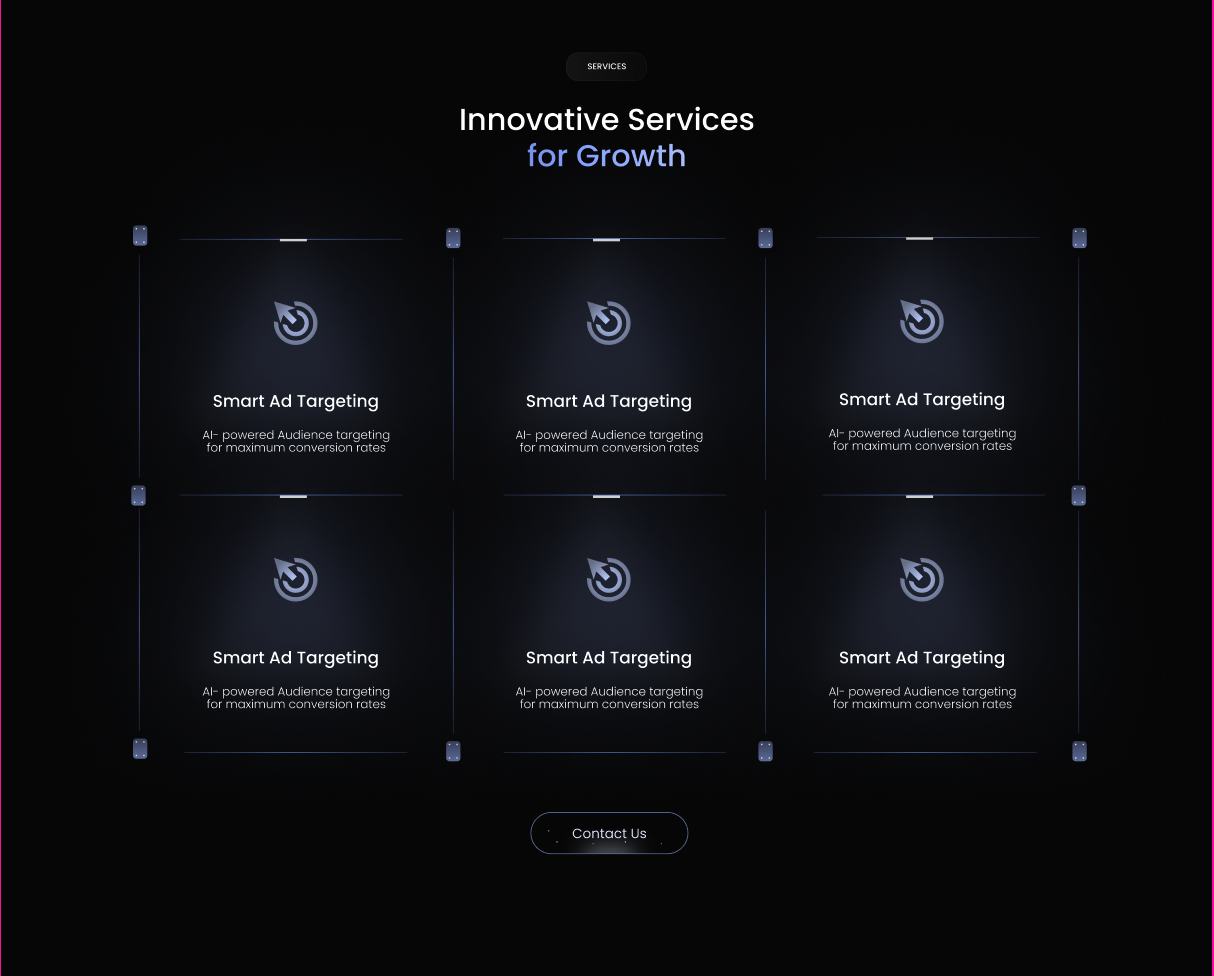 SERVICES
Innovative Services
for Growth
Smart Ad Targeting
AI- powered Audience targeting
for maximum conversion rates
Smart Ad Targeting
AI- powered Audience targeting
for maximum conversion rates
Smart Ad Targeting
AI- powered Audience targeting
for maximum conversion rates
Smart Ad Targeting
AI- powered Audience targeting
for maximum conversion rates
Smart Ad Targeting
AI- powered Audience targeting
for maximum conversion rates
Smart Ad Targeting
AI- powered Audience targeting
for maximum conversion rates
Contact Us